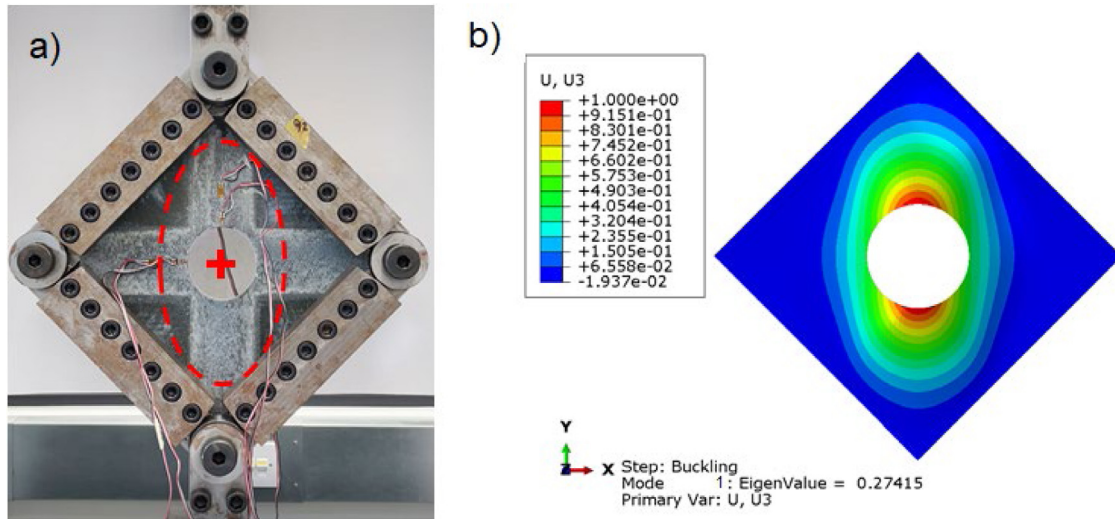 a)
92
b)
U, U3
+1.000e+00
+9.151e-01
+8.301e-01
+7.452e-01
+6.602e-01
+5.753e-01
+4.903e-01
+4.054e-01
+3.204e-01
+2.355e-01
+1.505e-01
+6.558e-02
-1.937e-02
Y
Z X
Step: Buckling
Mode 1: EigenValue = 0.27415
Primary Var: U, U3